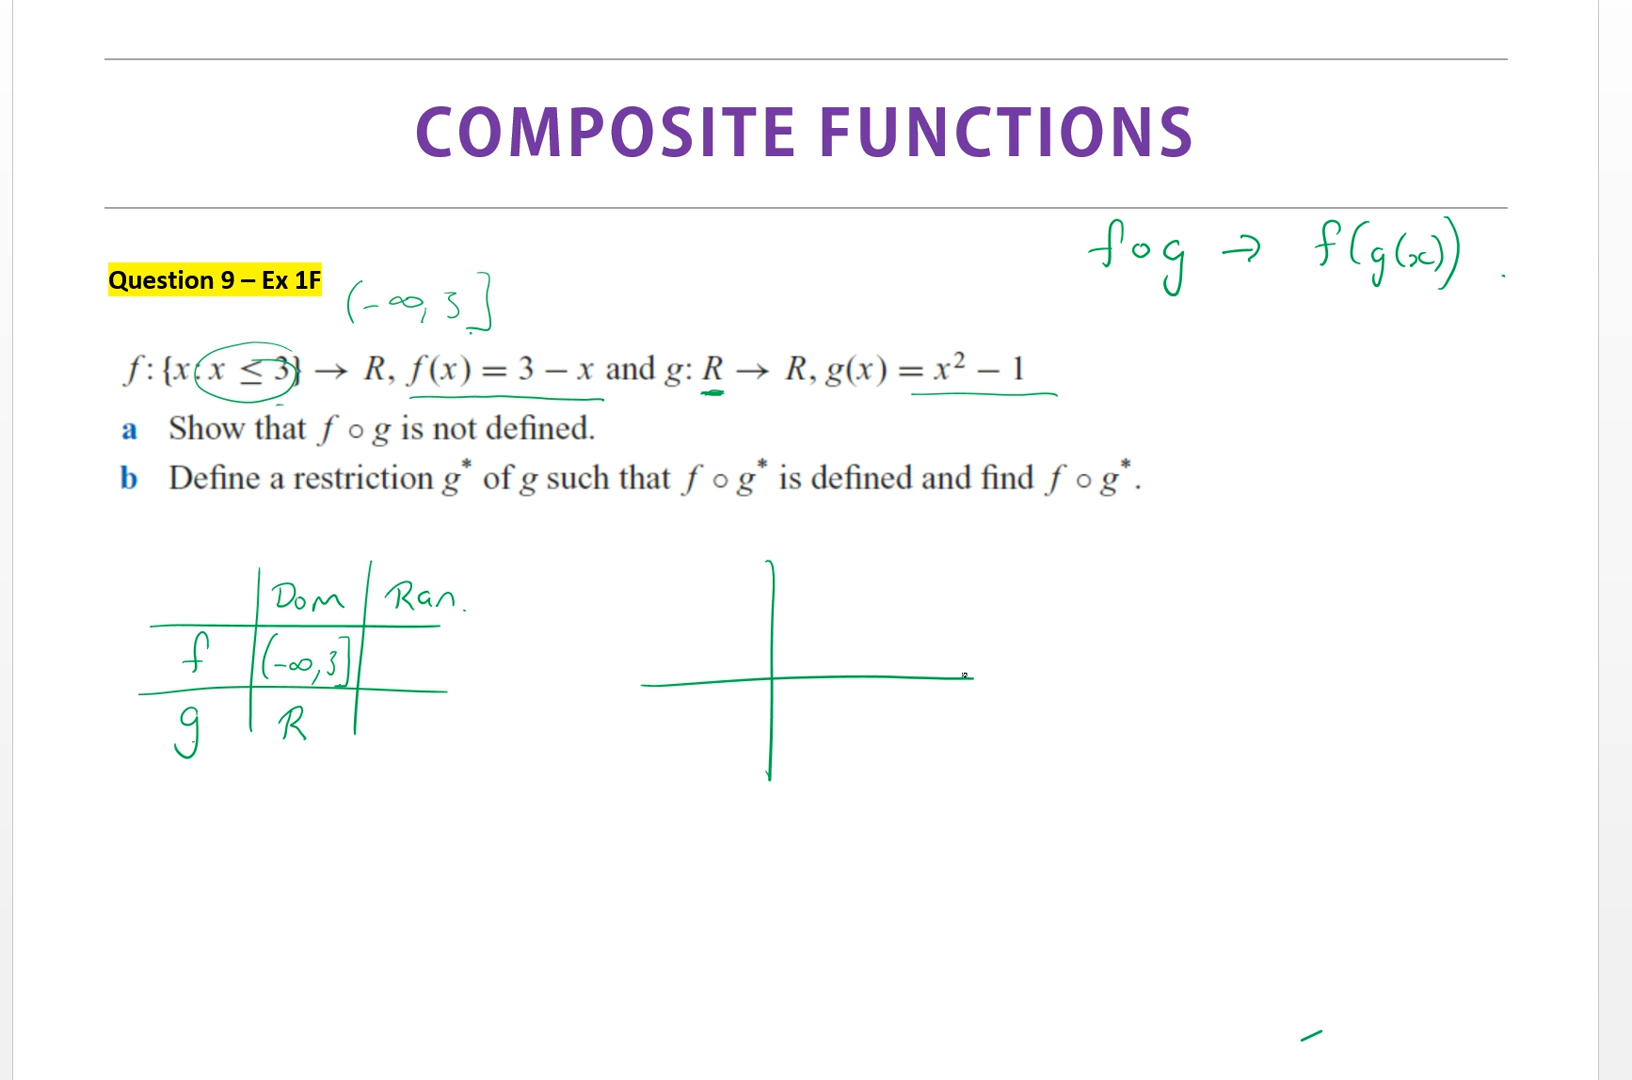 COMPOSITE FUNCTIONS
f∘g → f(g(x))
Question 9 – Ex 1F
(-∞, 3]
f: {x: x ≤ 3} → R, f(x) = 3 – x and g: R → R, g(x) = x² – 1
a Show that f ∘ g is not defined.
b Define a restriction g* of g such that f ∘ g* is defined and find f ∘ g*.
Dom Ran.
f (-∞, 3]
g R